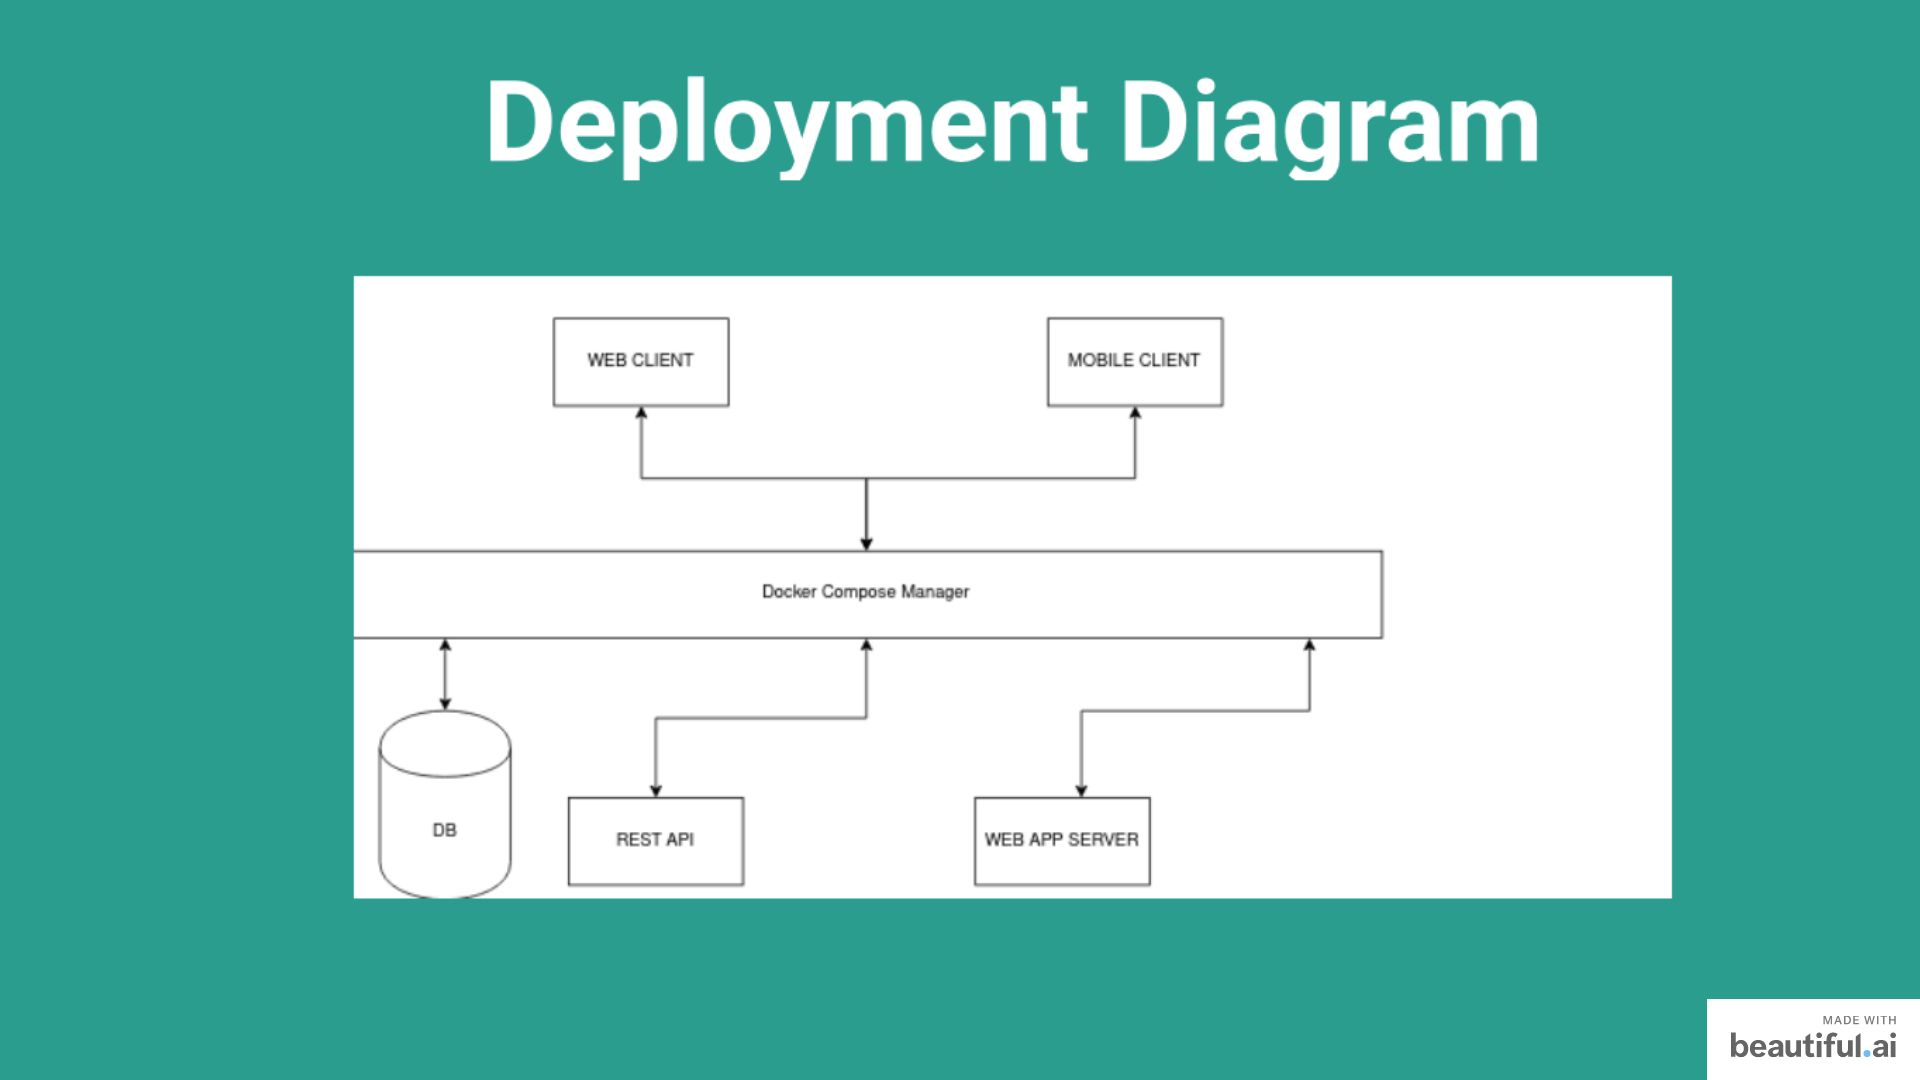 Deployment Diagram
WEB CLIENT
MOBILE CLIENT
Docker Compose Manager
DB
REST API
WEB APP SERVER
MADE WITH
beautiful.ai